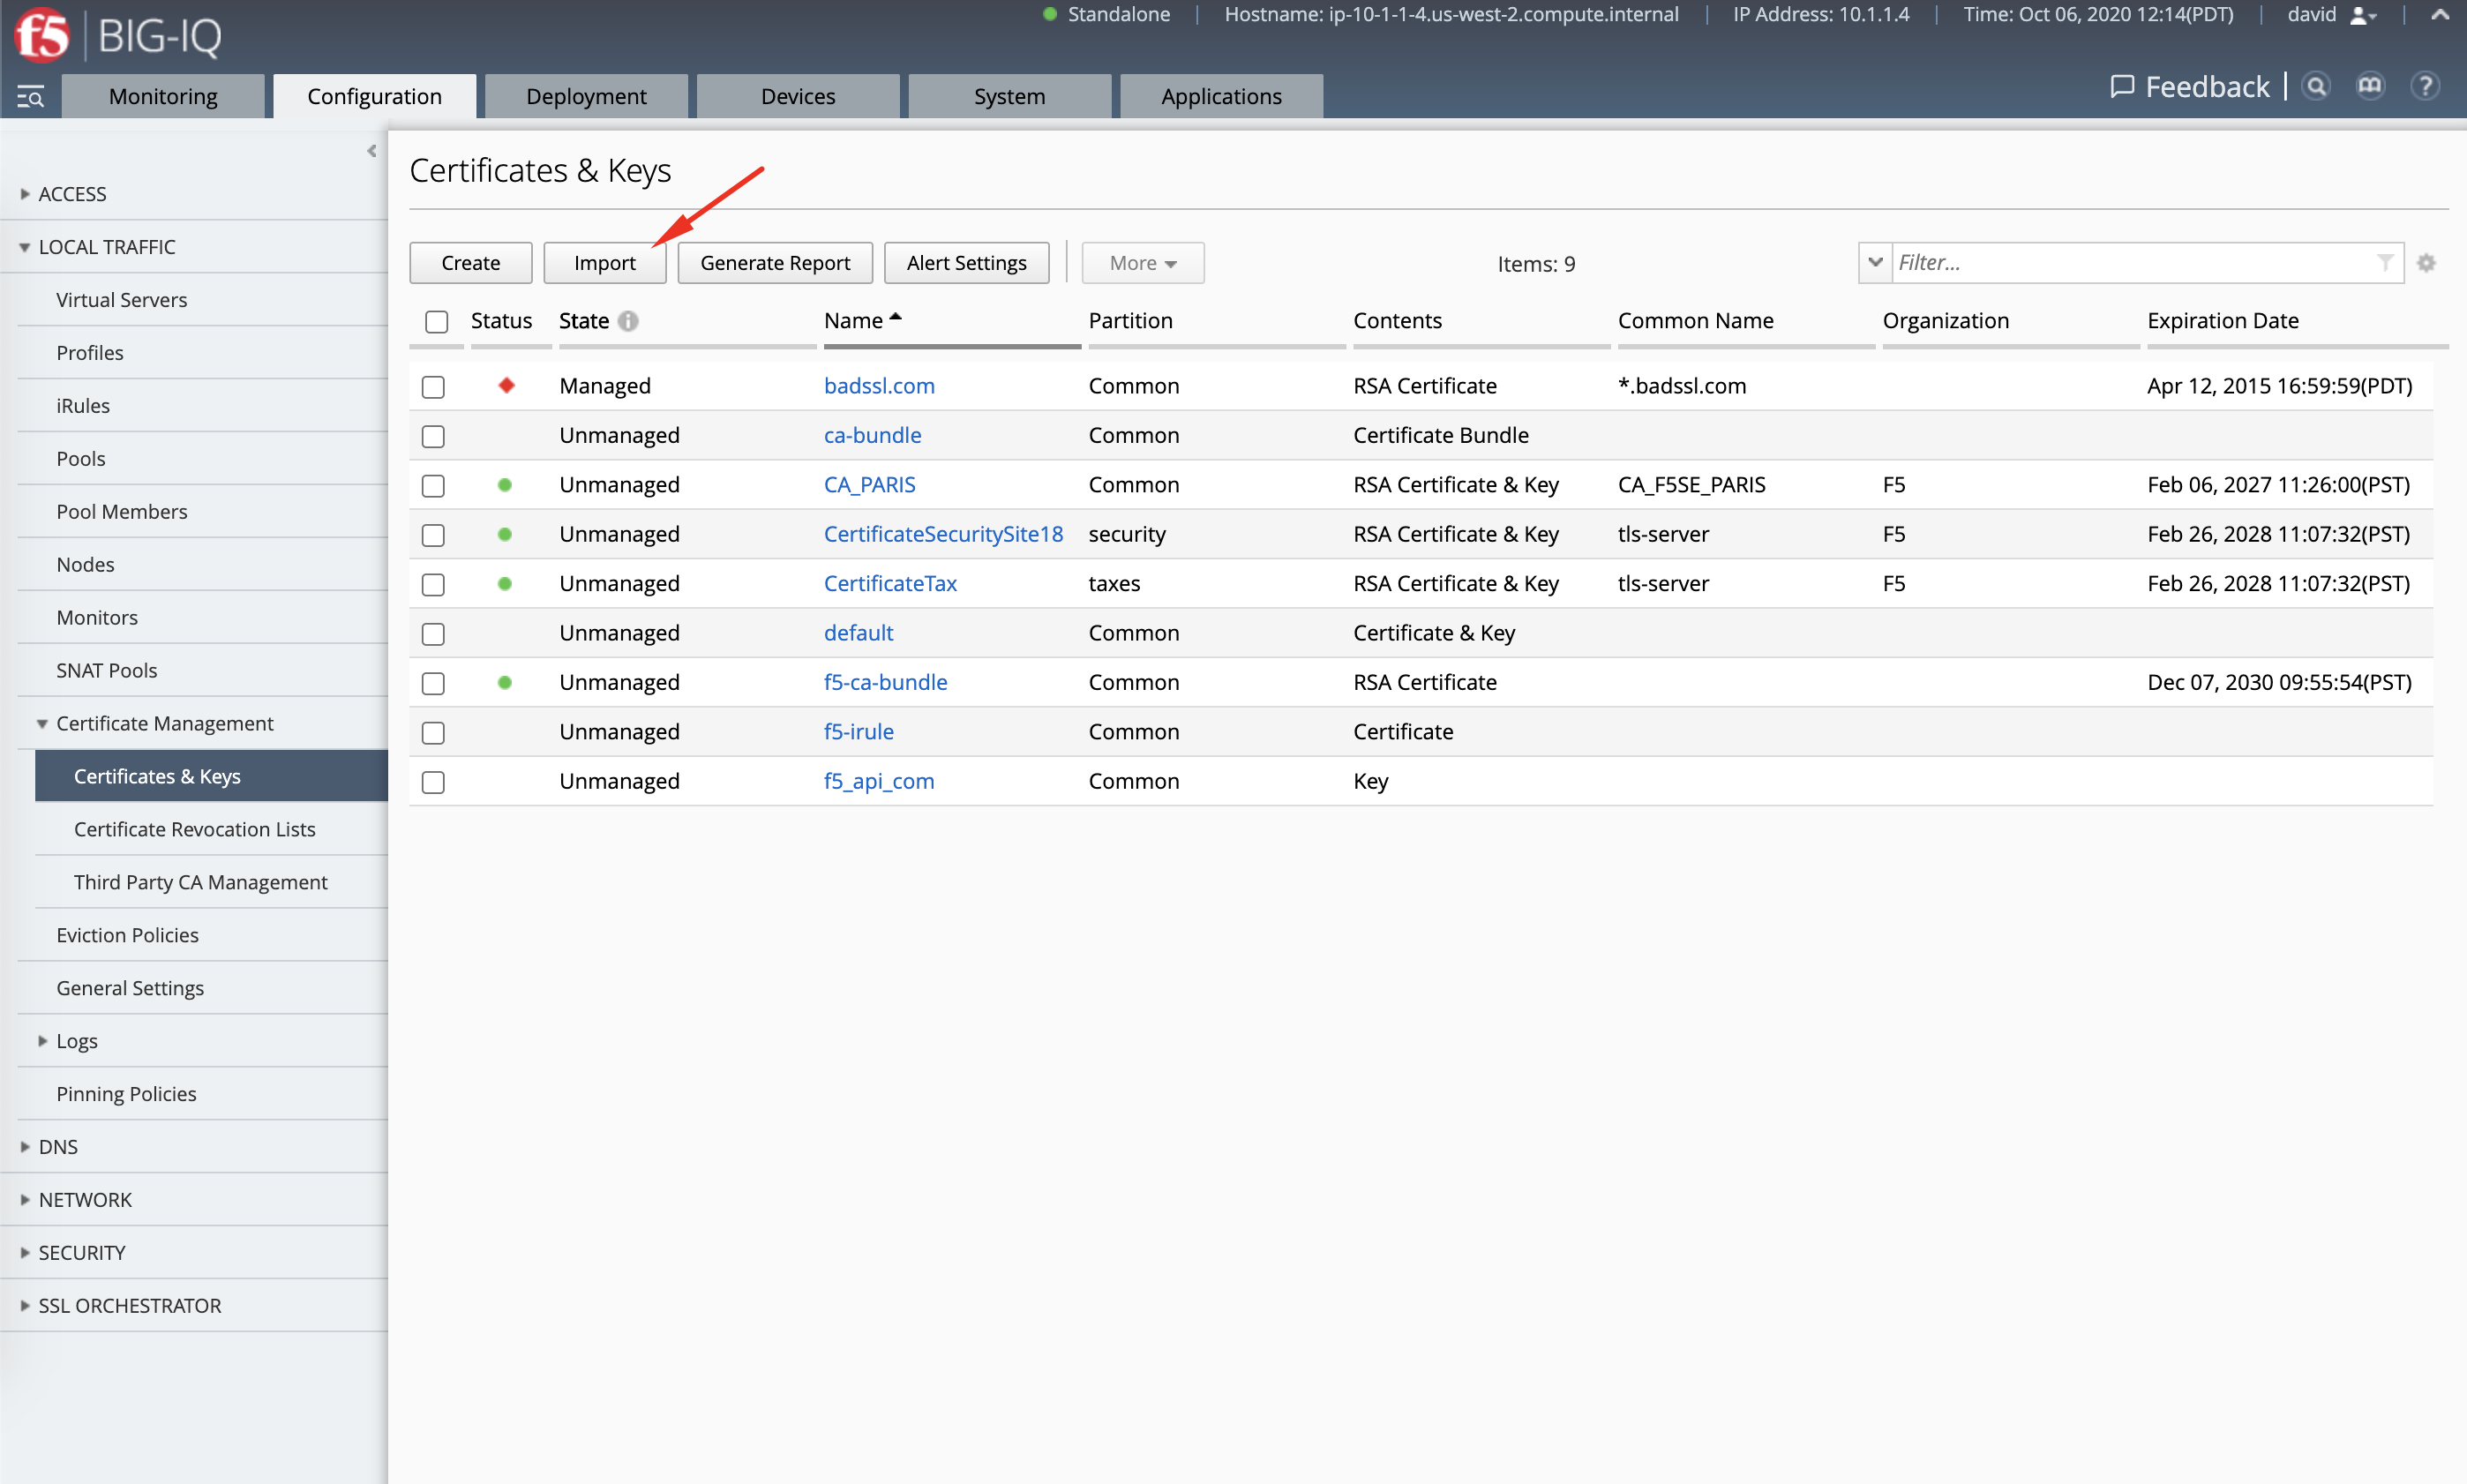 Standalone | Hostname: ip-10-1-1-4.us-west-2.compute.internal | IP Address: 10.1.1.4 | Time: Oct 06, 2020 12:14(PDT) | david
f5 BIG-IQ
Monitoring Configuration Deployment Devices System Applications Feedback | ?
Certificates & Keys
ACCESS
LOCAL TRAFFIC
Virtual Servers
Profiles
iRules
Pools
Pool Members
Nodes
Monitors
SNAT Pools
Certificate Management
Certificates & Keys
Certificate Revocation Lists
Third Party CA Management
Eviction Policies
General Settings
Logs
Pinning Policies
DNS
NETWORK
SECURITY
SSL ORCHESTRATOR
Create Import Generate Report Alert Settings More Items: 9 Filter...
Status State Name Partition Contents Common Name Organization Expiration Date
Managed badssl.com Common RSA Certificate *.badssl.com Apr 12, 2015 16:59:59(PDT)
Unmanaged ca-bundle Common Certificate Bundle
Unmanaged CA_PARIS Common RSA Certificate & Key CA_F5SE_PARIS F5 Feb 06, 2027 11:26:00(PST)
Unmanaged CertificateSecuritySite18 security RSA Certificate & Key tls-server F5 Feb 26, 2028 11:07:32(PST)
Unmanaged CertificateTax taxes RSA Certificate & Key tls-server F5 Feb 26, 2028 11:07:32(PST)
Unmanaged default Common Certificate & Key
Unmanaged f5-ca-bundle Common RSA Certificate Dec 07, 2030 09:55:54(PST)
Unmanaged f5-irule Common Certificate
Unmanaged f5_api_com Common Key